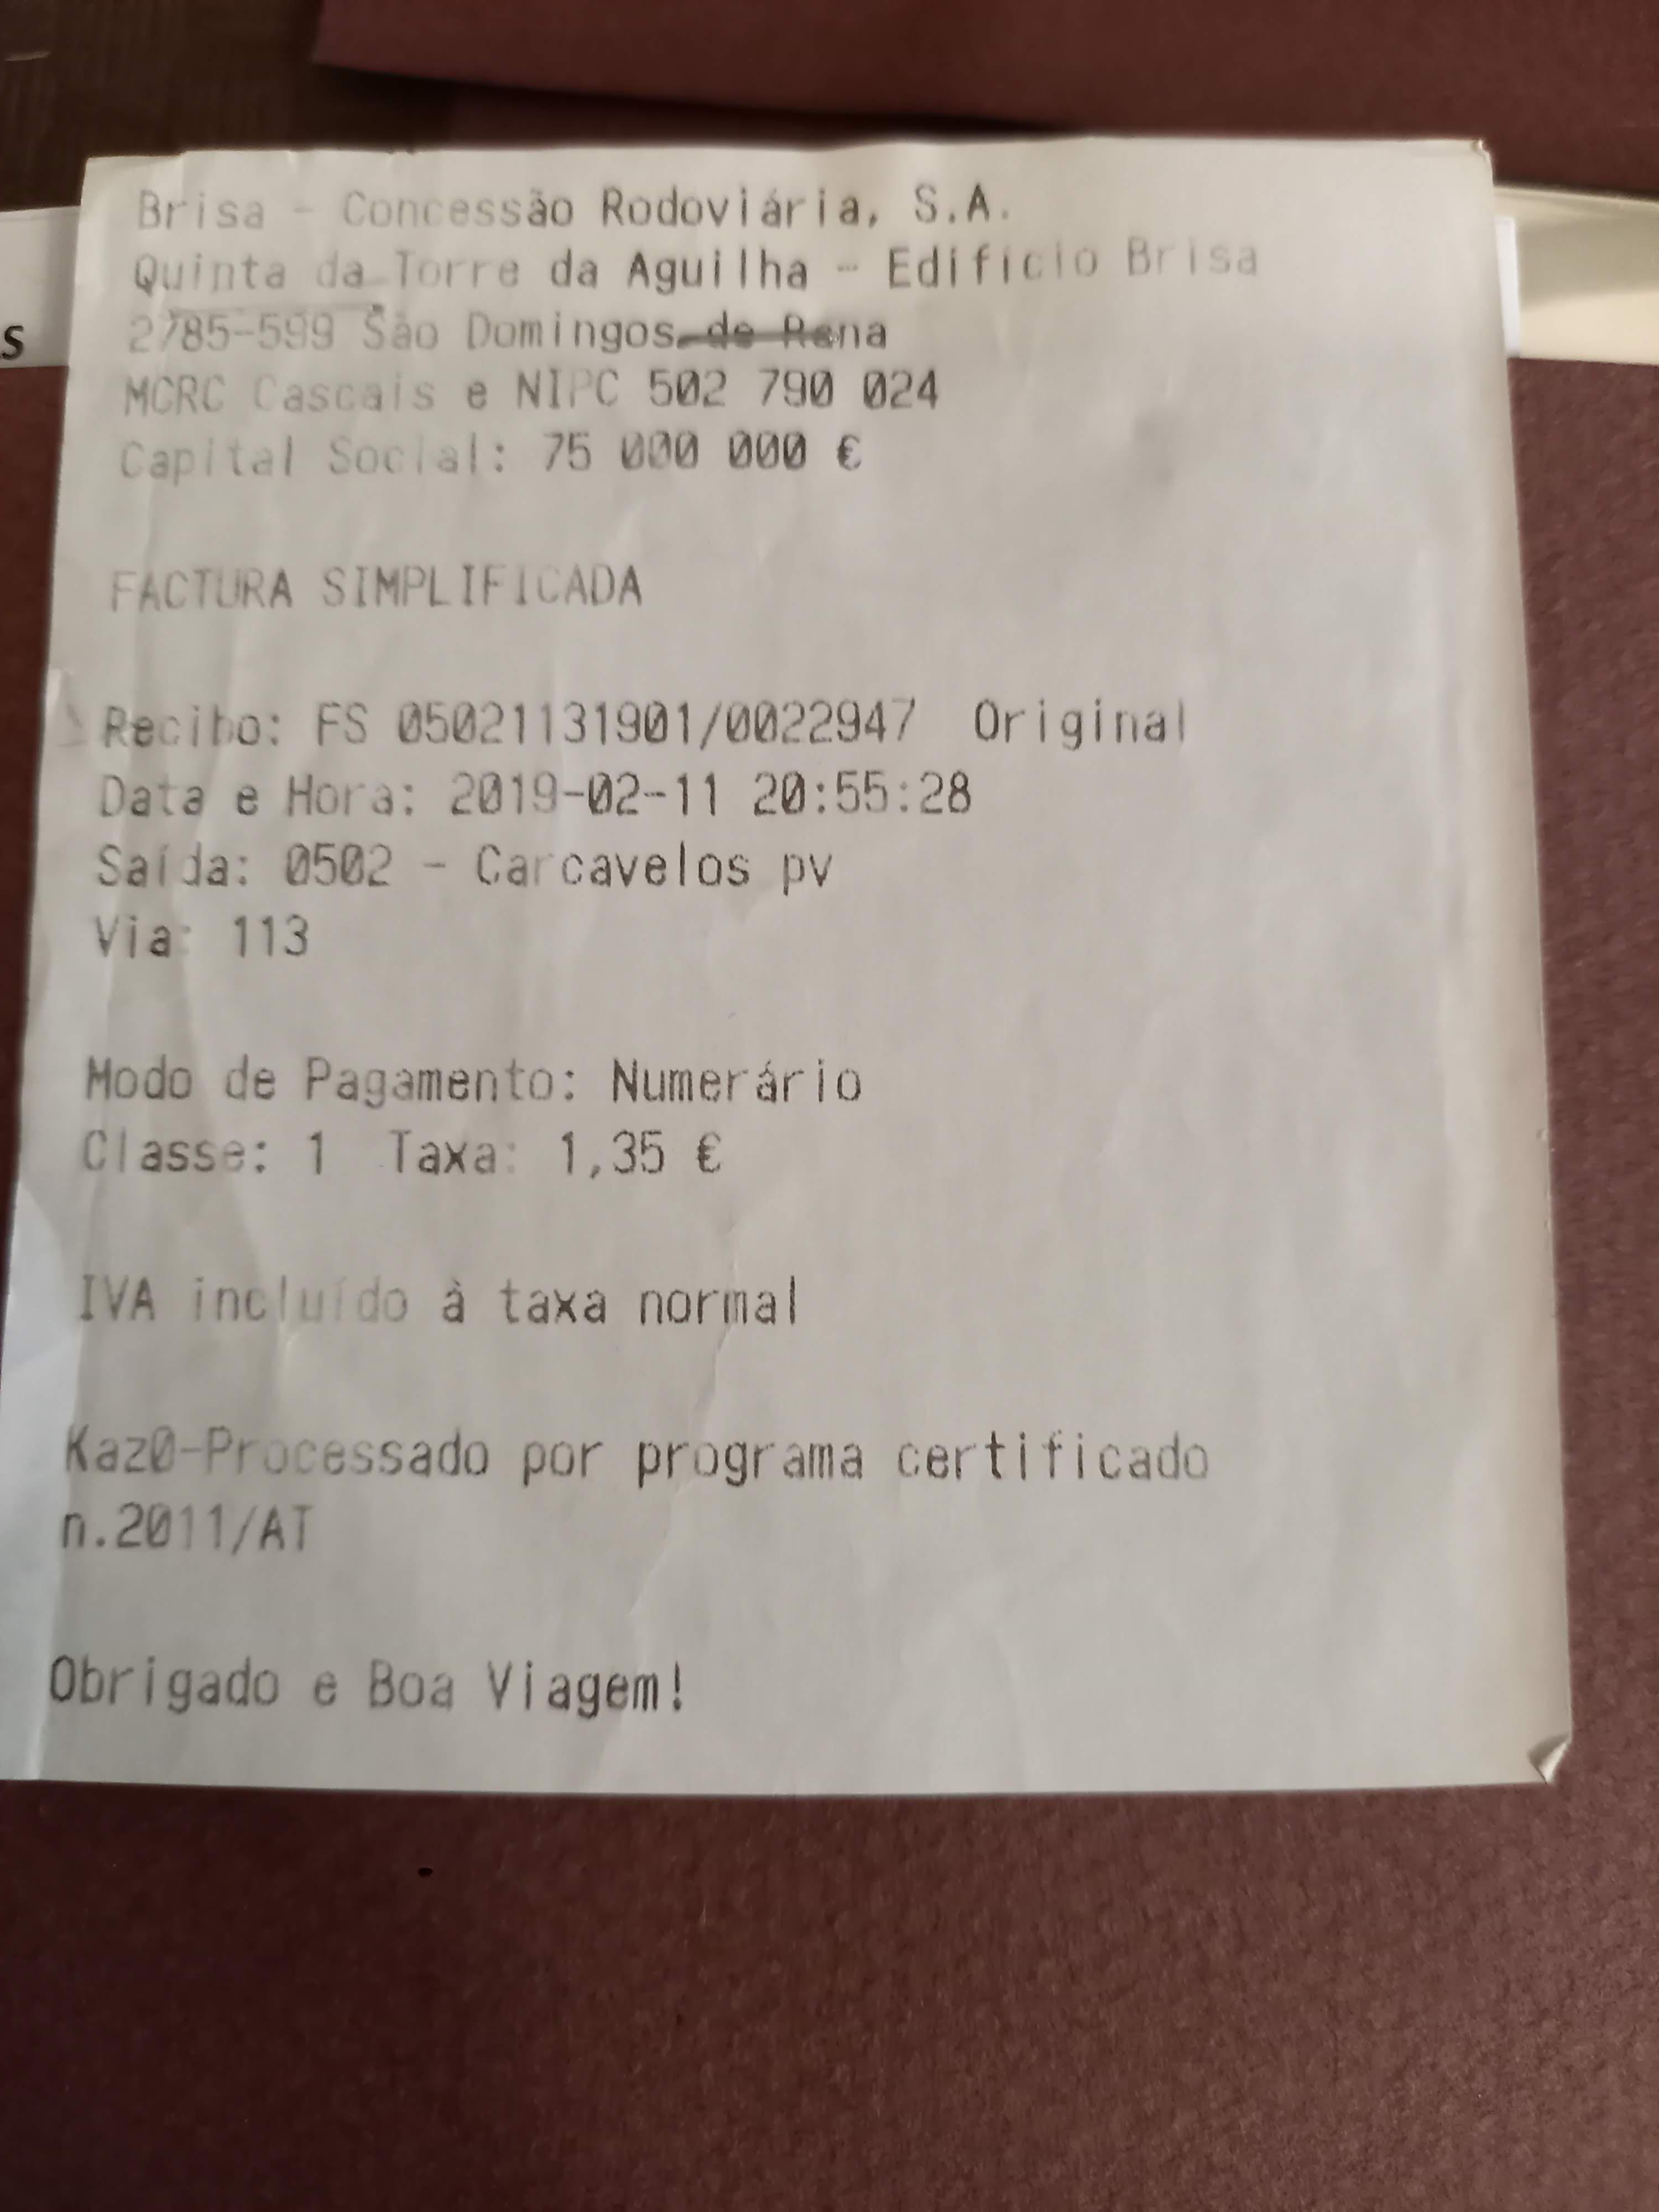 Brisa - Concessão Rodoviária, S.A.
Quinta da Torre da Aguilha - Edifício Brisa
2785-599 São Domingos de Rana
MCRC Cascais e NIPC 502 790 024
Capital Social: 75 000 000 €
S
FACTURA SIMPLIFICADA
Recibo: FS 05021131901/0022947 Original
Data e Hora: 2019-02-11 20:55:28
Saída: 0502 - Carcavelos pv
Via: 113
Modo de Pagamento: Numerário
Classe: 1 Taxa: 1,35 €
IVA incluído à taxa normal
Kaz0-Processado por programa certificado
n.2011/AT
Obrigado e Boa Viagem!